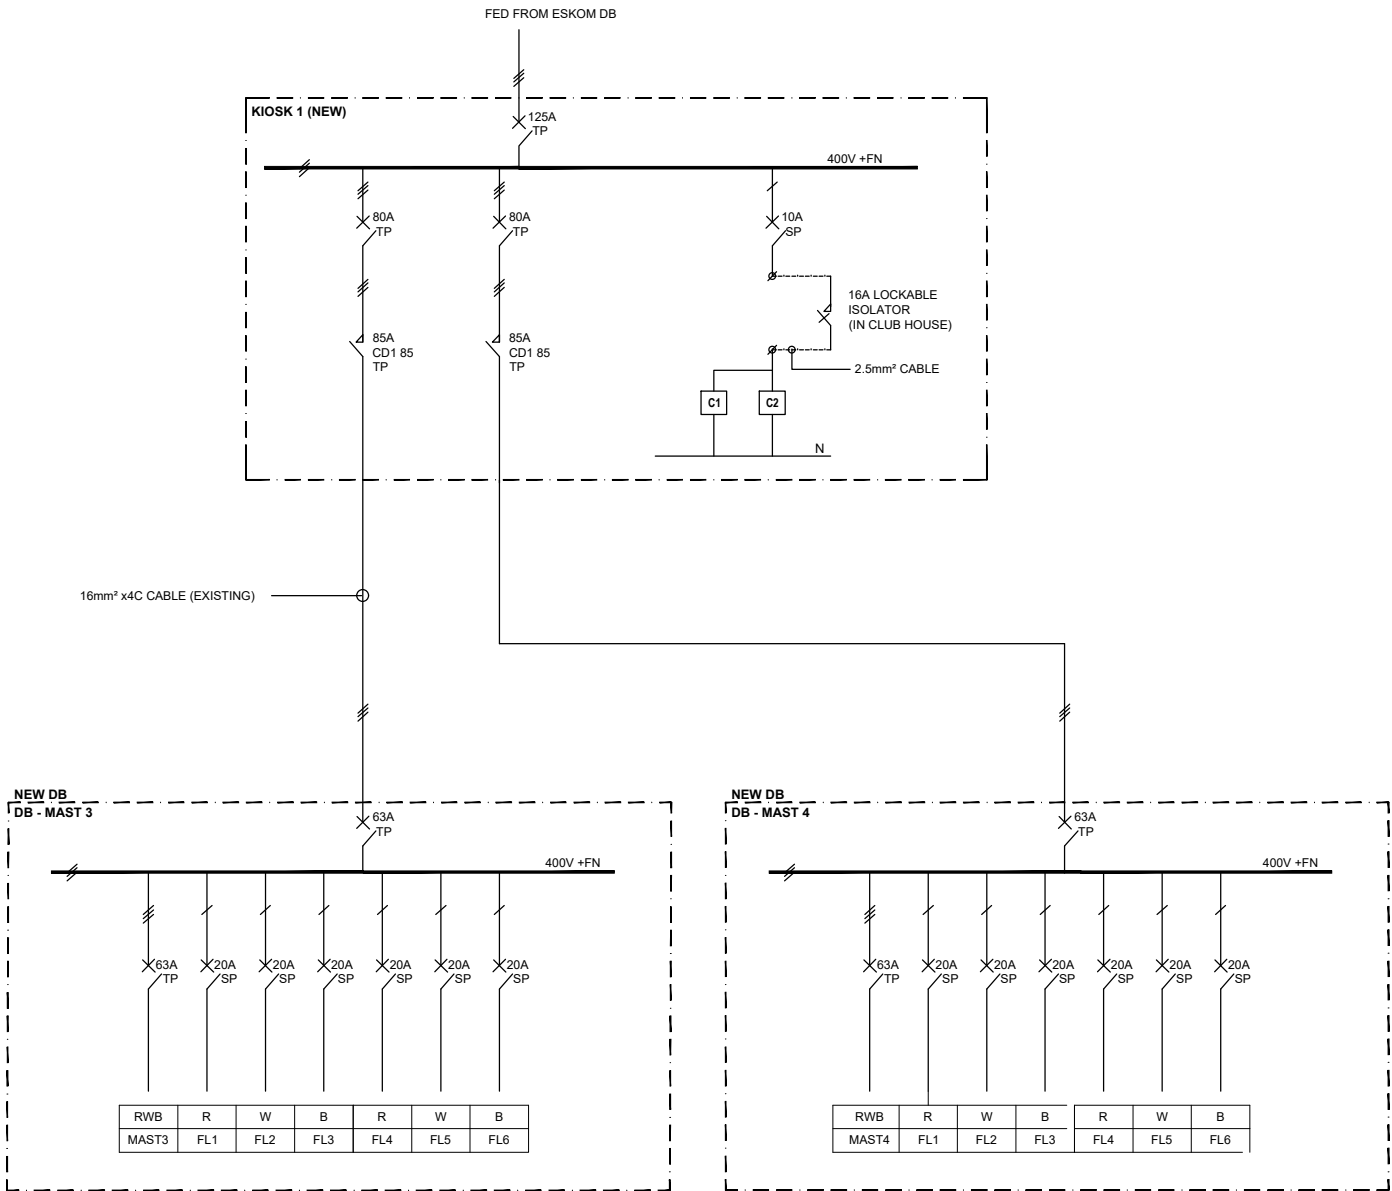 FED FROM ESKOM DB
KIOSK 1 (NEW)
125A
TP
400V +FN
80A
TP
80A
TP
10A
SP
16A LOCKABLE
ISOLATOR
(IN CLUB HOUSE)
85A
CD1 85
TP
85A
CD1 85
TP
2.5mm² CABLE
C1
C2
N
16mm² x4C CABLE (EXISTING)
NEW DB
DB - MAST 3
63A
TP
400V +FN
63A
TP
20A
SP
20A
SP
20A
SP
20A
SP
20A
SP
20A
SP
RWB R W B R W B
MAST3 FL1 FL2 FL3 FL4 FL5 FL6
NEW DB
DB - MAST 4
63A
TP
400V +FN
63A
TP
20A
SP
20A
SP
20A
SP
20A
SP
20A
SP
20A
SP
RWB R W B R W B
MAST4 FL1 FL2 FL3 FL4 FL5 FL6